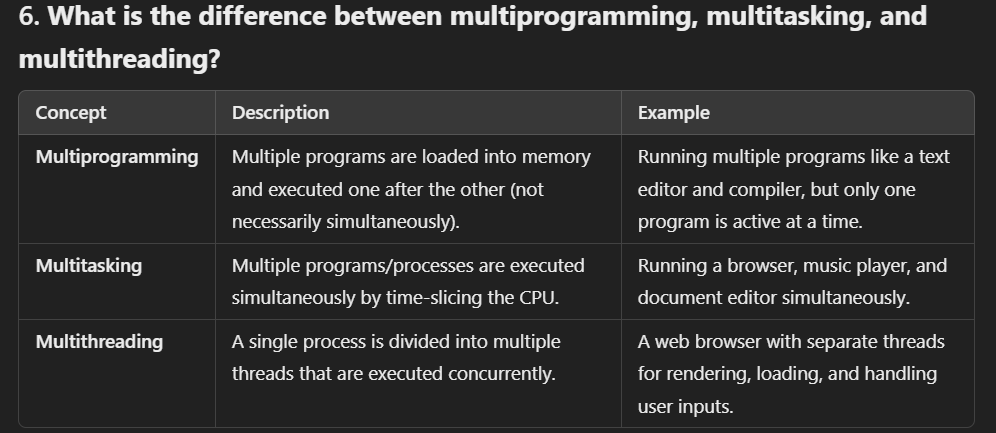 6. What is the difference between multiprogramming, multitasking, and
multithreading?
Concept Description Example
Multiprogramming Multiple programs are loaded into memory Running multiple programs like a text
and executed one after the other (not editor and compiler, but only one
necessarily simultaneously). program is active at a time.
Multitasking Multiple programs/processes are executed Running a browser, music player, and
simultaneously by time-slicing the CPU. document editor simultaneously.
Multithreading A single process is divided into multiple A web browser with separate threads
threads that are executed concurrently. for rendering, loading, and handling
user inputs.